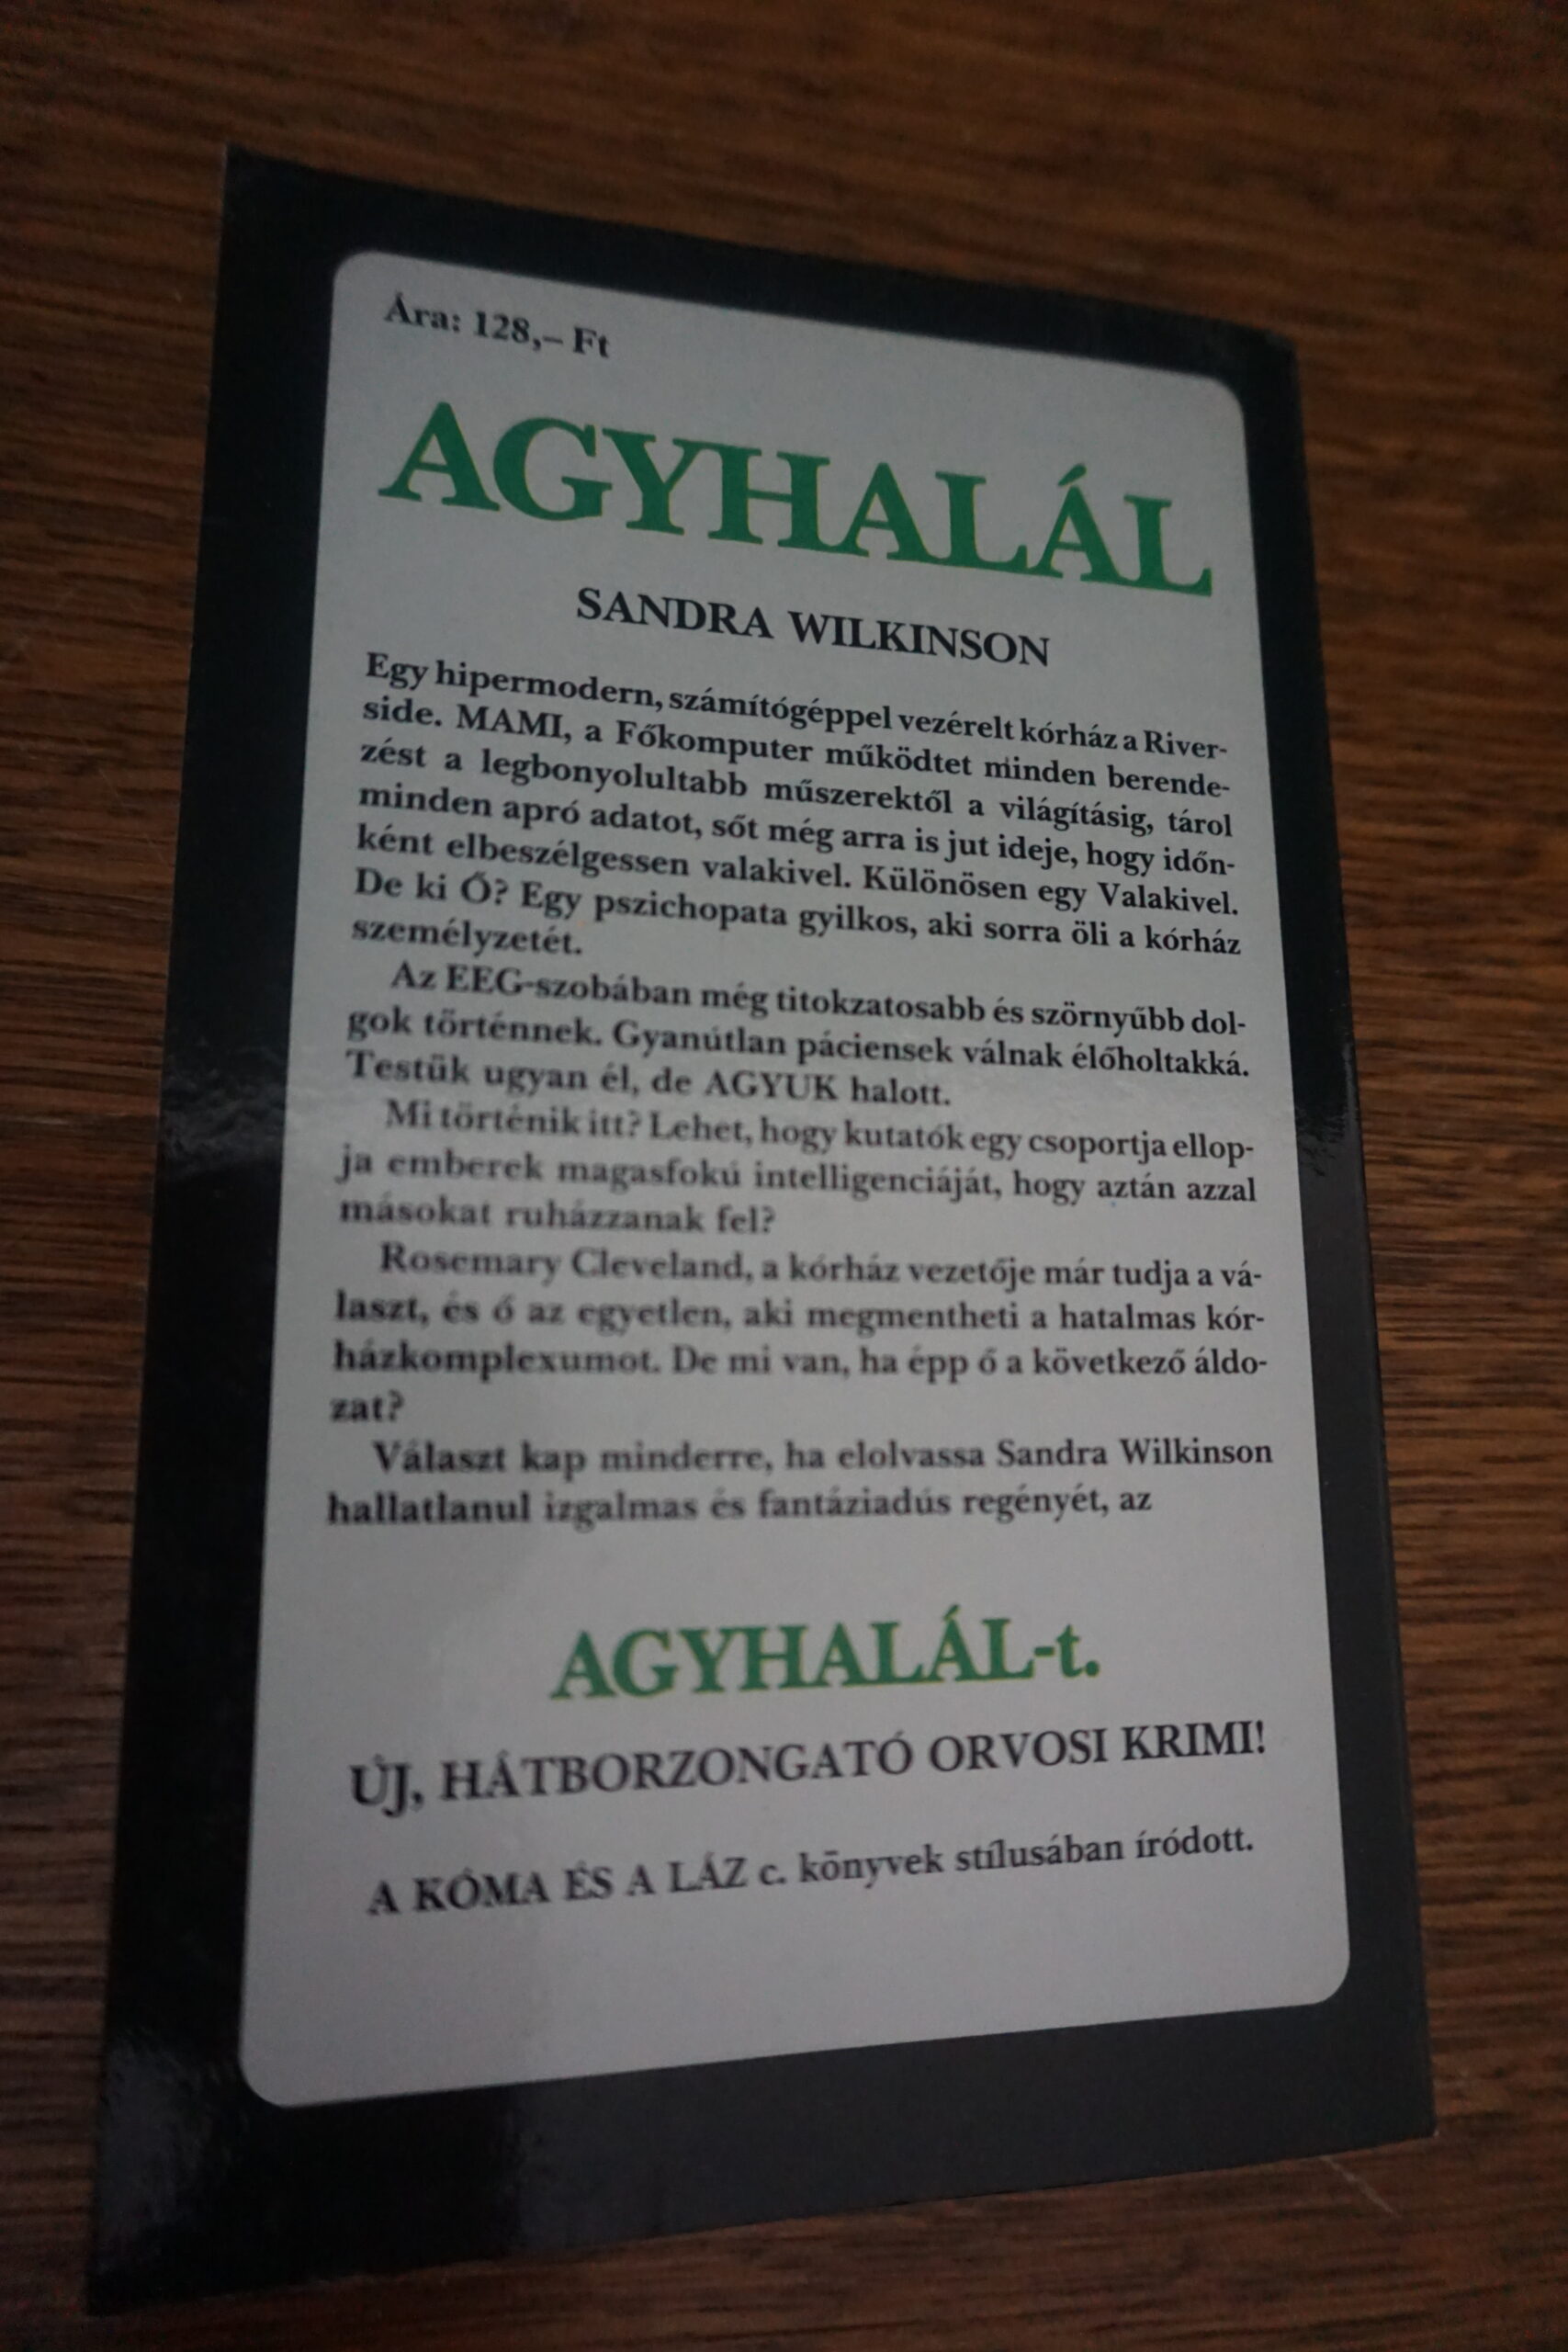 Ára: 128,– Ft
AGYHALÁL
SANDRA WILKINSON
Egy hipermodern, számítógéppel vezérelt kórház a River-
side. MAMI, a Főkomputer működtet minden berende-
zést a legbonyolultabb műszerektől a világításig, tárol
minden apró adatot, sőt még arra is jut ideje, hogy időn-
ként elbeszélgessen valakivel. Különösen egy Valakivel.
De ki Ő? Egy pszichopata gyilkos, aki sorra öli a kórház
személyzetét.
Az EEG-szobában még titokzatosabb és szörnyűbb dol-
gok történnek. Gyanútlan páciensek válnak élőholtakká.
Testük ugyan él, de AGYUK halott.
Mi történik itt? Lehet, hogy kutatók egy csoportja ellop-
ja emberek magasfokú intelligenciáját, hogy aztán azzal
másokat ruházzanak fel?
Rosemary Cleveland, a kórház vezetője már tudja a vá-
laszt, és ő az egyetlen, aki megmentheti a hatalmas kór-
házkomplexumot. De mi van, ha épp ő a következő áldo-
zat?
Választ kap minderre, ha elolvassa Sandra Wilkinson
hallatlanul izgalmas és fantáziadús regényét, az
AGYHALÁL-t.
ÚJ, HÁTBORZONGATÓ ORVOSI KRIMI!
A KÓMA ÉS A LÁZ c. könyvek stílusában íródott.